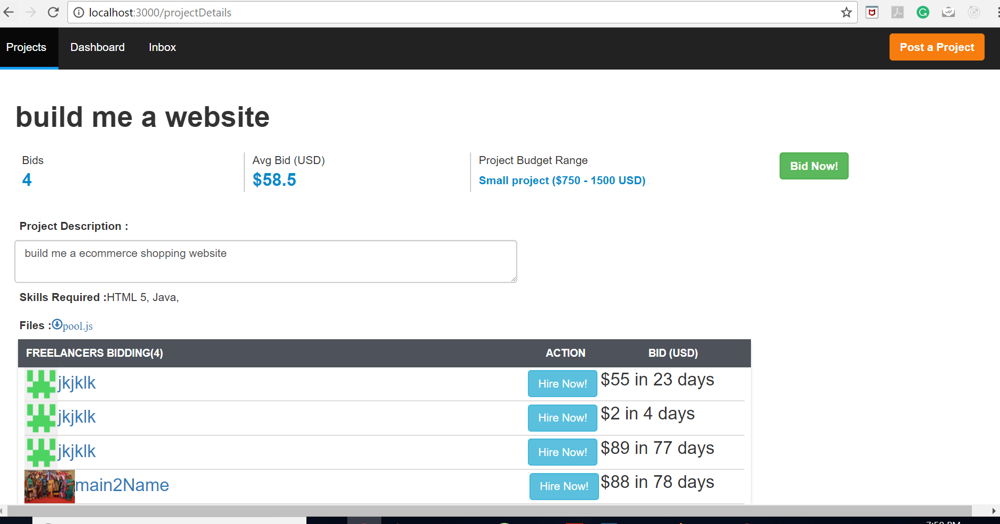 localhost:3000/projectDetails
Projects Dashboard Inbox Post a Project
build me a website
Bids Avg Bid (USD) Project Budget Range Bid Now!
4 $58.5 Small project ($750 - 1500 USD)
Project Description :
build me a ecommerce shopping website
Skills Required :HTML 5, Java,
Files :pool.js
FREELANCERS BIDDING(4) ACTION BID (USD)
jkjklk Hire Now! $55 in 23 days
jkjklk Hire Now! $2 in 4 days
jkjklk Hire Now! $89 in 77 days
main2Name Hire Now! $88 in 78 days